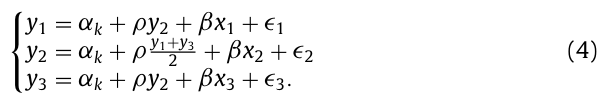 y₁ = αₖ + ρy₂ + βx₁ + ϵ₁
y₂ = αₖ + ρ (y₁+y₃)/2 + βx₂ + ϵ₂ (4)
y₃ = αₖ + ρy₂ + βx₃ + ϵ₃.